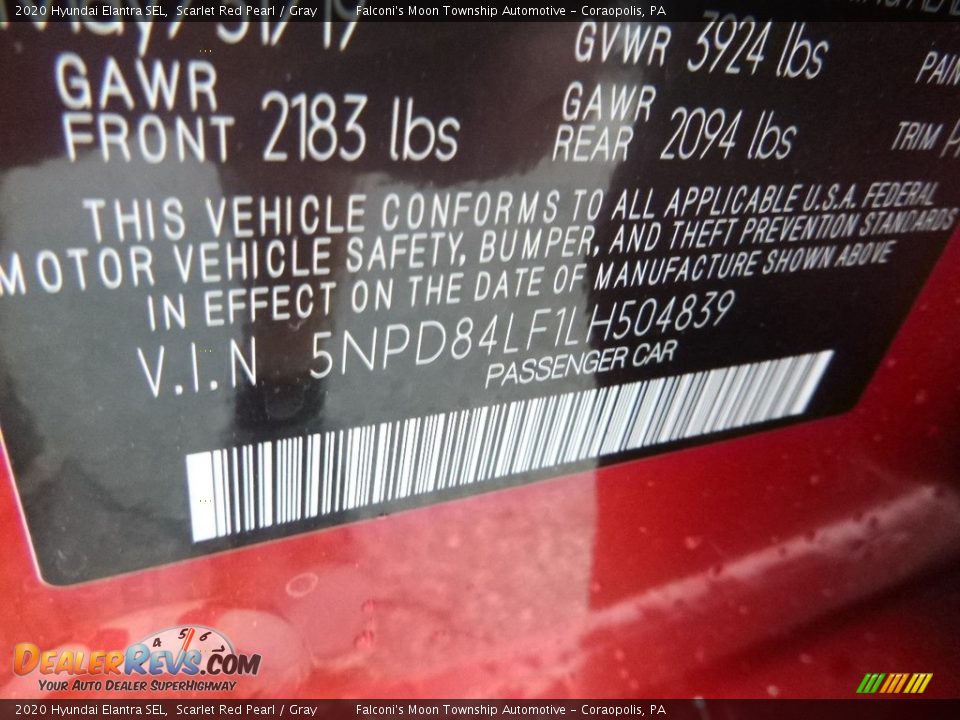 2020 Hyundai Elantra SEL, Scarlet Red Pearl / Gray Falconi's Moon Township Automotive - Coraopolis, PA
GVWR 3924 lbs
GAWR FRONT 2183 lbs
GAWR REAR 2094 lbs
TRIM
THIS VEHICLE CONFORMS TO ALL APPLICABLE U.S.A. FEDERAL
MOTOR VEHICLE SAFETY, BUMPER, AND THEFT PREVENTION STANDARDS
IN EFFECT ON THE DATE OF MANUFACTURE SHOWN ABOVE
V.I.N 5NPD84LF1LH504839
PASSENGER CAR
4 5 6
DEALERREVS.COM
YOUR AUTO DEALER SUPERHIGHWAY
2020 Hyundai Elantra SEL, Scarlet Red Pearl / Gray Falconi's Moon Township Automotive - Coraopolis, PA